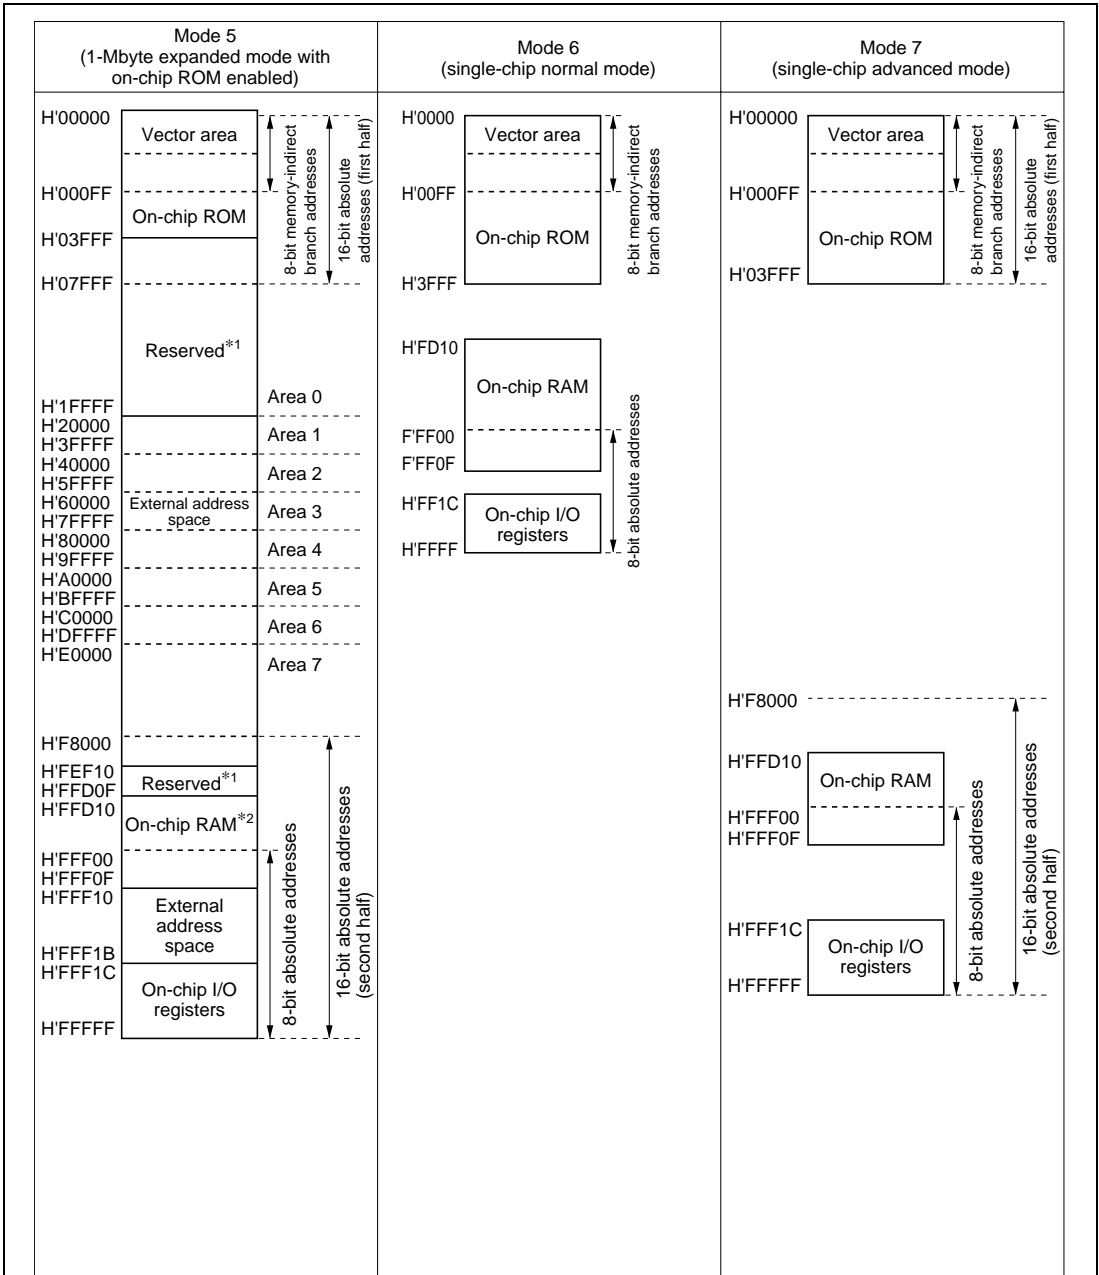 Mode 5
(1-Mbyte expanded mode with
on-chip ROM enabled)
H'00000
Vector area
H'000FF
On-chip ROM
H'03FFF
H'07FFF
8-bit memory-indirect
branch addresses
16-bit absolute
addresses (first half)
Reserved*1
H'1FFFF
Area 0
H'20000
Area 1
H'3FFFF
H'40000
Area 2
H'5FFFF
H'60000
External address
space
Area 3
H'7FFFF
H'80000
Area 4
H'9FFFF
H'A0000
Area 5
H'BFFFF
H'C0000
Area 6
H'DFFFF
H'E0000
Area 7
H'F8000
H'FEF10
Reserved*1
H'FFD0F
H'FFD10
On-chip RAM*2
H'FFF00
H'FFF0F
H'FFF10
External
address
space
H'FFF1B
H'FFF1C
On-chip I/O
registers
H'FFFFF
8-bit absolute addresses
16-bit absolute addresses
(second half)
Mode 6
(single-chip normal mode)
H'0000
Vector area
H'00FF
On-chip ROM
H'3FFF
8-bit memory-indirect
branch addresses
H'FD10
On-chip RAM
F'FF00
F'FF0F
H'FF1C
On-chip I/O
registers
H'FFFF
8-bit absolute addresses
Mode 7
(single-chip advanced mode)
H'00000
Vector area
H'000FF
On-chip ROM
H'03FFF
8-bit memory-indirect
branch addresses
16-bit absolute
addresses (first half)
H'F8000
H'FFD10
On-chip RAM
H'FFF00
H'FFF0F
H'FFF1C
On-chip I/O
registers
H'FFFFF
8-bit absolute addresses
16-bit absolute addresses
(second half)